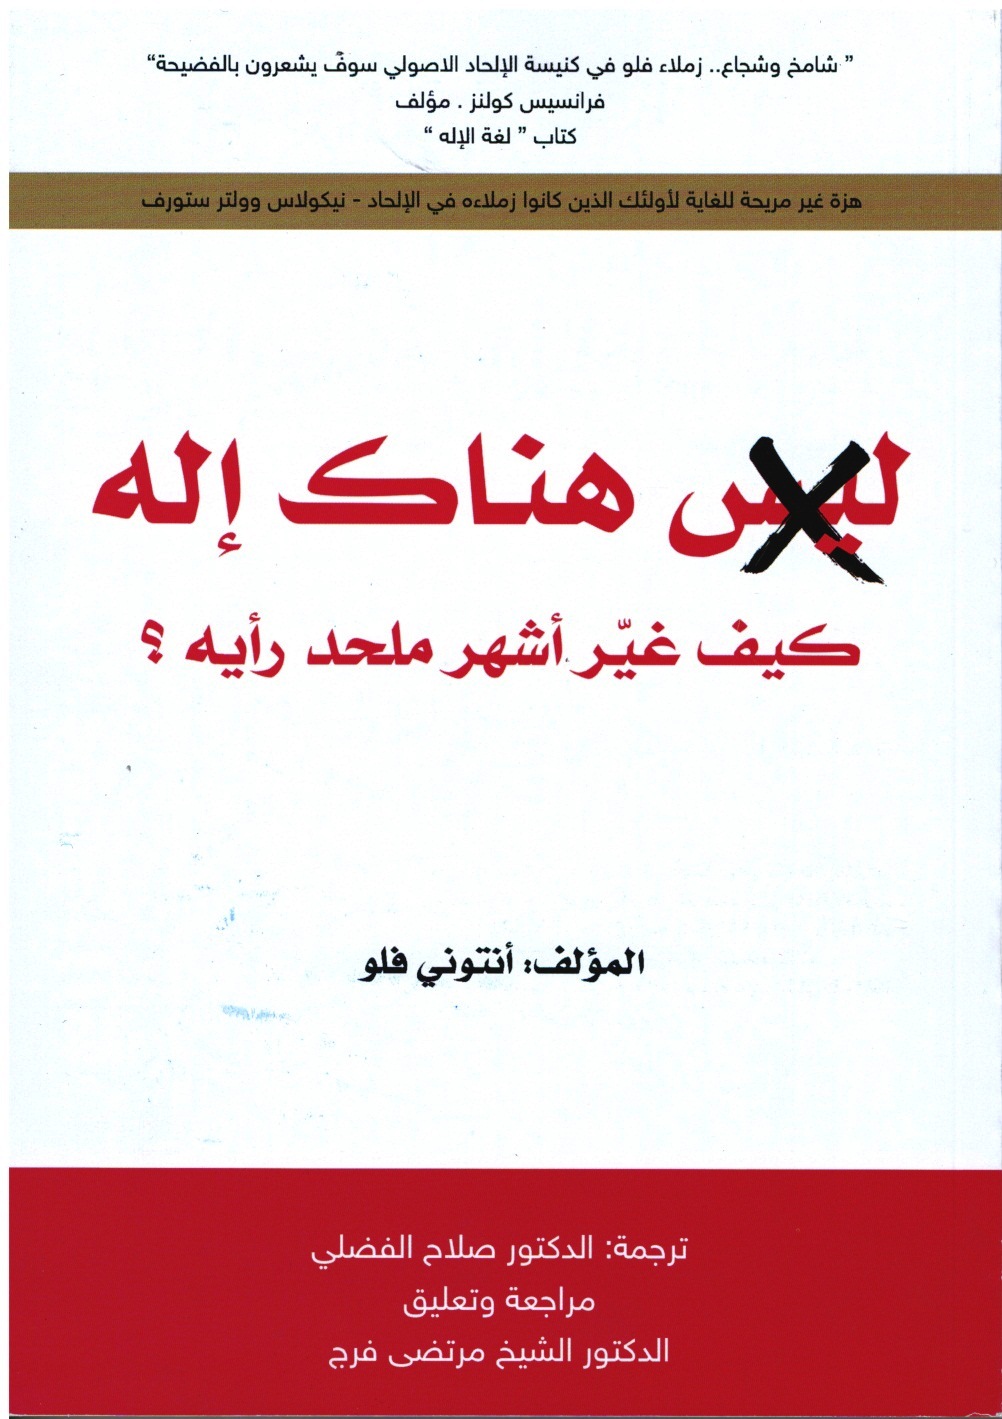 ” شامخ وشجاع.. زملاء فلو في كنيسة الإلحاد الاصولي سوفَ يشعرون بالفضيحة“
فرانسيس كولنز . مؤلف
كتاب ” لغة الإله “
هزة غير مريحة للغاية لأولئك الذين كانوا زملاءه في الإلحاد - نيكولاس وولتر ستورف
ليس هناك إله
كيف غيّر أشهر ملحد رأيه ؟
المؤلف: أنتوني فلو
ترجمة: الدكتور صلاح الفضلي
مراجعة وتعليق
الدكتور الشيخ مرتضى فرج